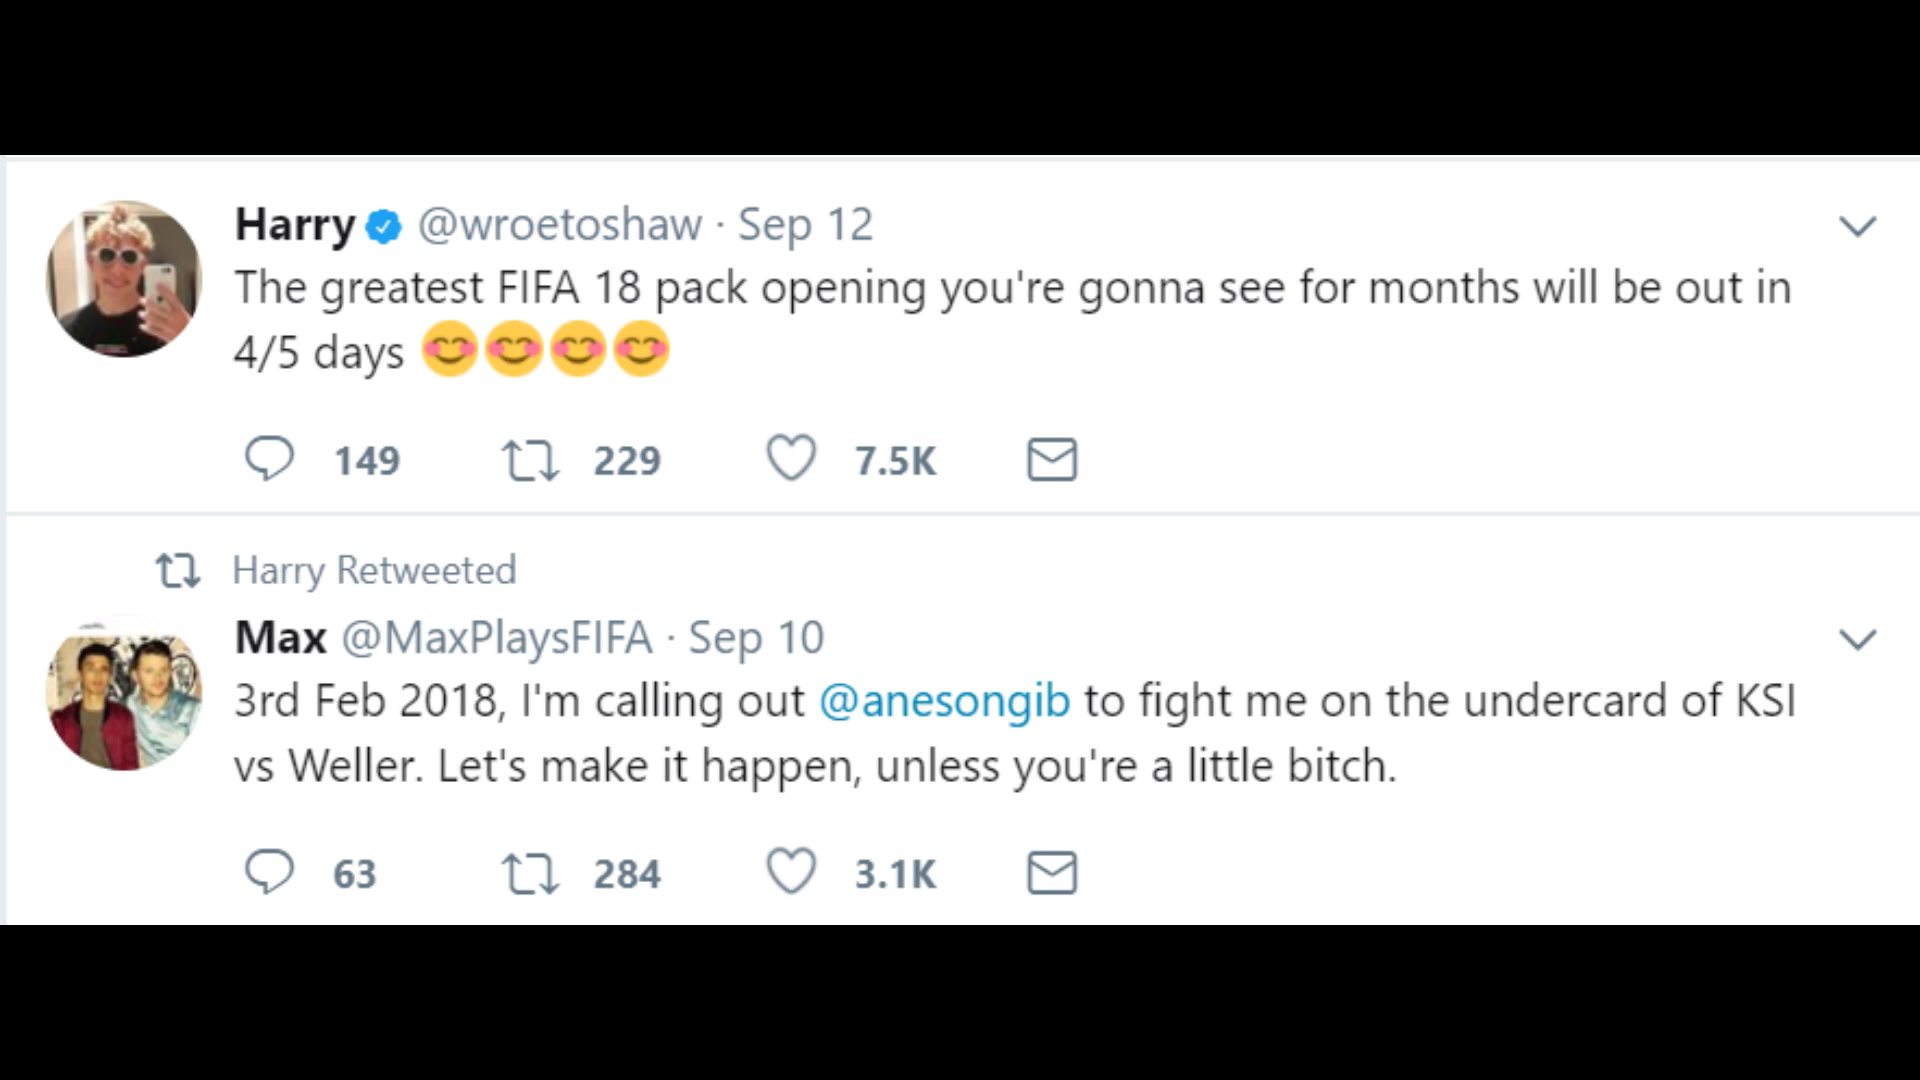 Harry @wroetoshaw · Sep 12
The greatest FIFA 18 pack opening you're gonna see for months will be out in
4/5 days 😊😊😊😊
149 229 7.5K
Harry Retweeted
Max @MaxPlaysFIFA · Sep 10
3rd Feb 2018, I'm calling out @anesongib to fight me on the undercard of KSI
vs Weller. Let's make it happen, unless you're a little bitch.
63 284 3.1K